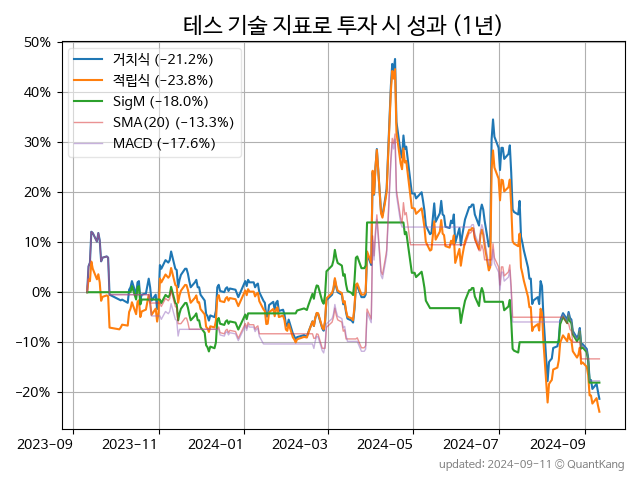 테스 기술 지표로 투자 시 성과 (1년)
50%
40%
30%
20%
10%
0%
−10%
−20%
거치식 (−21.2%)
적립식 (−23.8%)
SigM (−18.0%)
SMA(20) (−13.3%)
MACD (−17.6%)
2023-09 2023-11 2024-01 2024-03 2024-05 2024-07 2024-09
updated: 2024-09-11 © QuantKang